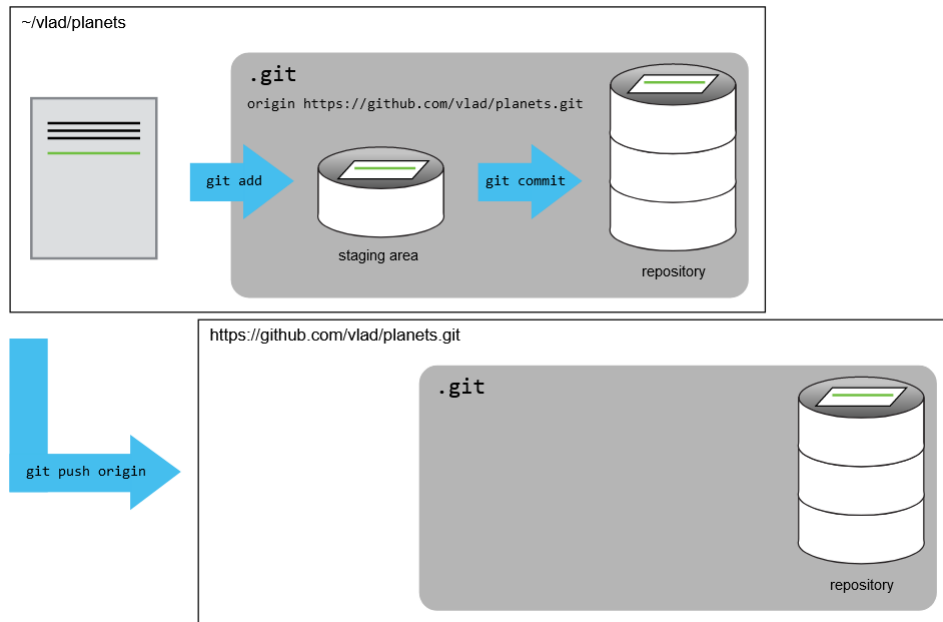 ~/vlad/planets
.git
origin https://github.com/vlad/planets.git
git add
git commit
staging area
repository
https://github.com/vlad/planets.git
.git
git push origin
repository